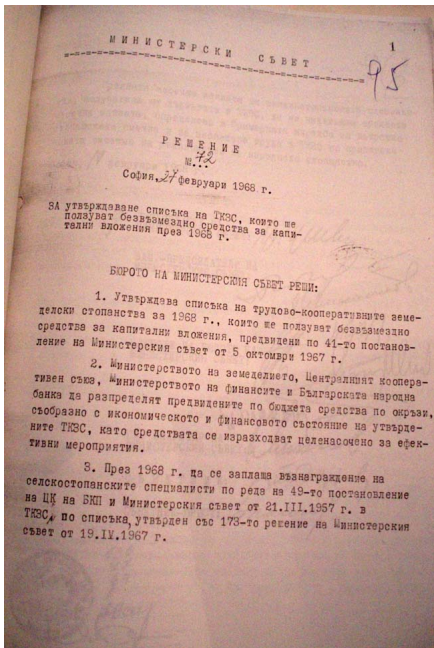 1
МИНИСТЕРСКИ СЪВЕТ
95
РЕШЕНИЕ
№ 72
София, 27 февруари 1968 г.
ЗА утвърждаване списъка на ТКЗС, които ще
ползуват безвъзмездно средства за капи-
тални вложения през 1968 г.
БЮРОТО НА МИНИСТЕРСКИЯ СЪВЕТ РЕШИ:
1. Утвърждава списъка на трудово-кооперативните земе-
делски стопанства за 1968 г., които ще ползуват безвъзмездно
средства за капитални вложения, предвидени по 41-то постанов-
ление на Министерския съвет от 5 октомври 1967 г.
2. Министерството на земеделието, Централният коопера-
тивен съюз, Министерството на финансите и Българската народна
банка да разпределят предвидените по бюджета средства по окръзи,
съобразно с икономическото и финансовото състояние на утвърде-
ните ТКЗС, като средствата се изразходват целенасочено за ефек-
тивни мероприятия.
3. През 1968 г. да се заплаща възнаграждение на
селскостопанските специалисти по реда на 49-то постановление
на ЦК на БКП и Министерския съвет от 21.III.1957 г. в
ТКЗС, по списъка, утвърден със 173-то решение на Министерския
съвет от 19.IV.1967 г.